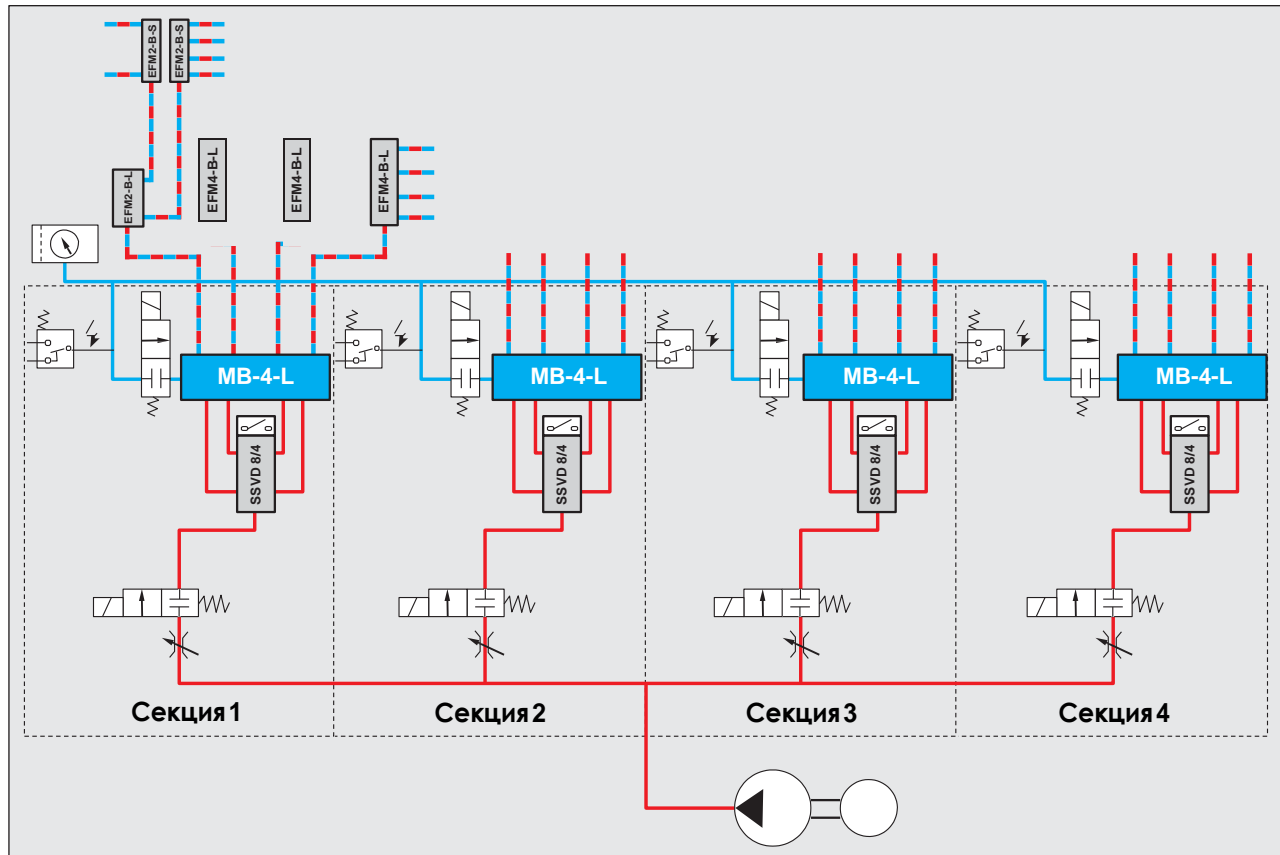 EFM2-B-S
EFM2-B-S
EFM2-B-L
EFM4-B-L
EFM4-B-L
EFM4-B-L
MB-4-L
MB-4-L
MB-4-L
MB-4-L
SSVD 8/4
SSVD 8/4
SSVD 8/4
SSVD 8/4
Секция 1
Секция 2
Секция 3
Секция 4